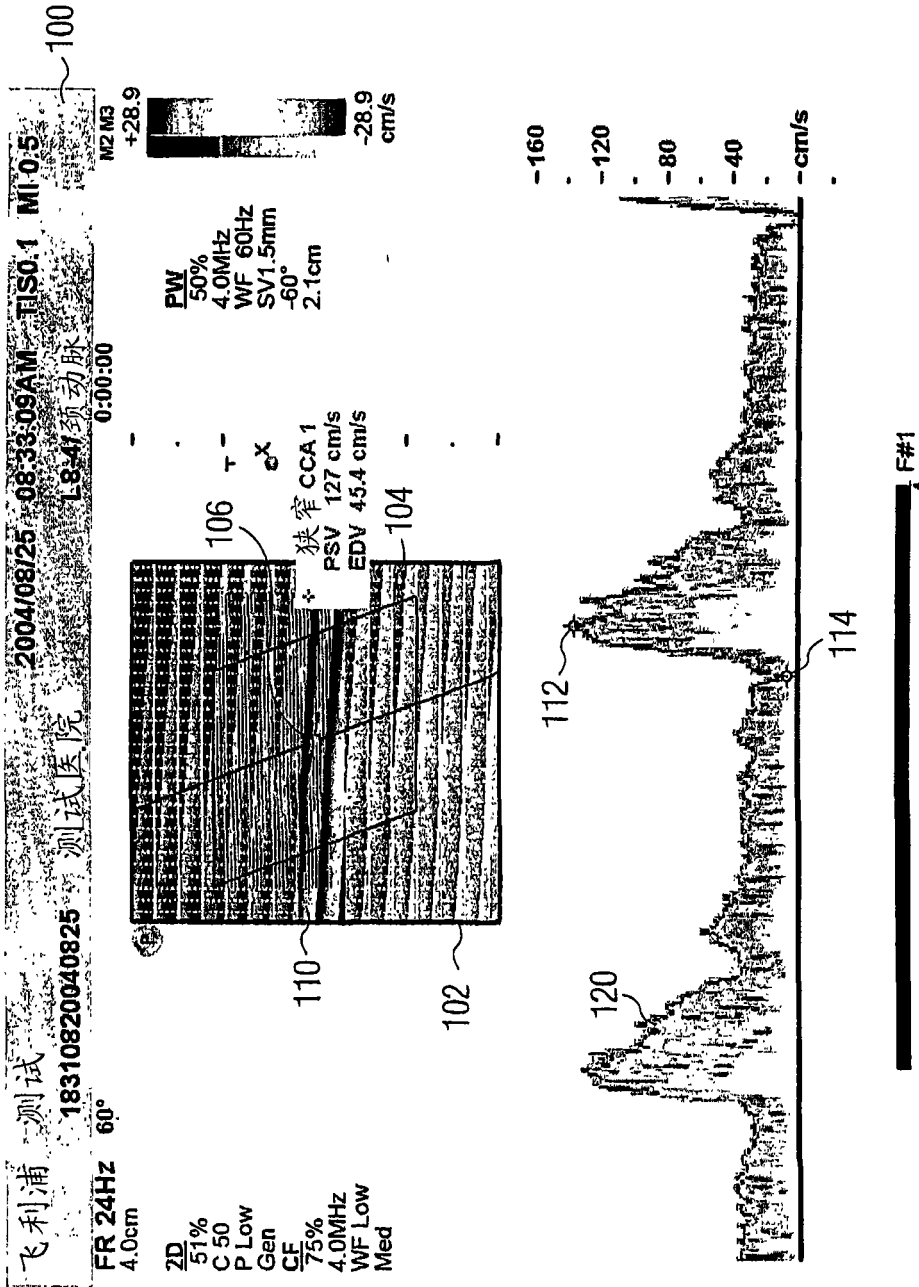 飞利浦 测试 2004/08/25 08:33:09AM TIS0.1 MI 0.5
18310820040825 测试医院 L8-4/颈动脉
100
FR 24Hz 60° 0:00:00 M2 M3
4.0cm
+28.9
-28.9
cm/s
2D
51%
C 50
P Low
Gen
CF
75%
4.0MHz
WF Low
Med
P
PW
50%
4.0MHz
WF 60Hz
SV1.5mm
-60°
2.1cm
106
X
狭窄 CCA 1
PSV 127 cm/s
EDV 45.4 cm/s
110
104
102
-160
-120
-80
-40
-cm/s
112
120
114
F#1